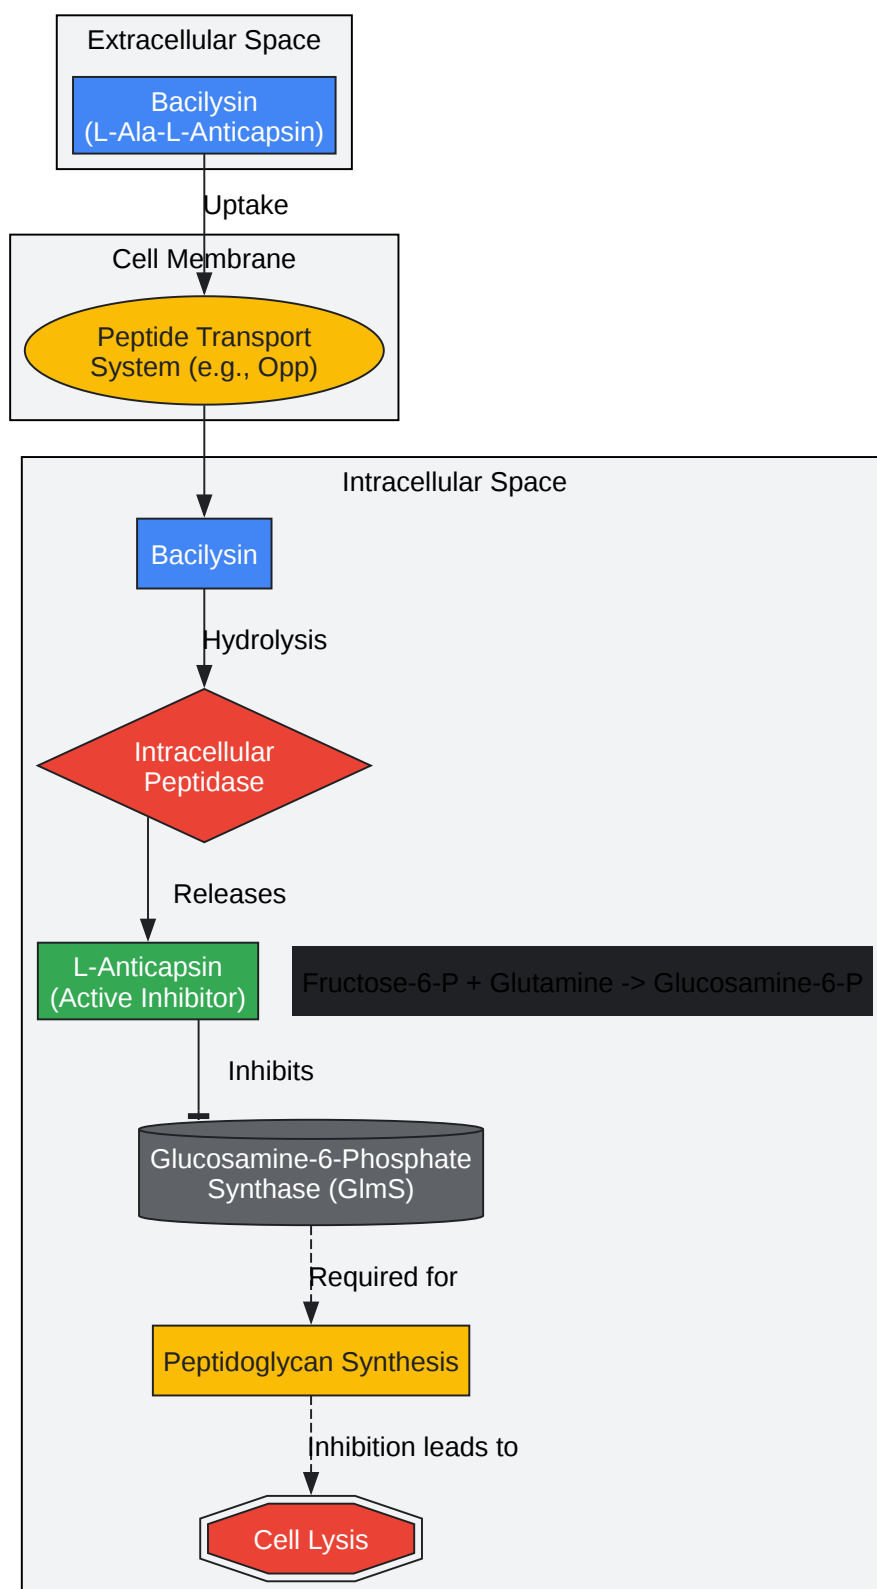 Extracellular Space
Bacilysin
(L-Ala-L-Anticapsin)
Uptake
Cell Membrane
Peptide Transport
System (e.g., Opp)
Intracellular Space
Bacilysin
Hydrolysis
Intracellular
Peptidase
Releases
L-Anticapsin
(Active Inhibitor)
Fructose-6-P + Glutamine -> Glucosamine-6-P
Inhibits
Glucosamine-6-Phosphate
Synthase (GlmS)
Required for
Peptidoglycan Synthesis
Inhibition leads to
Cell Lysis